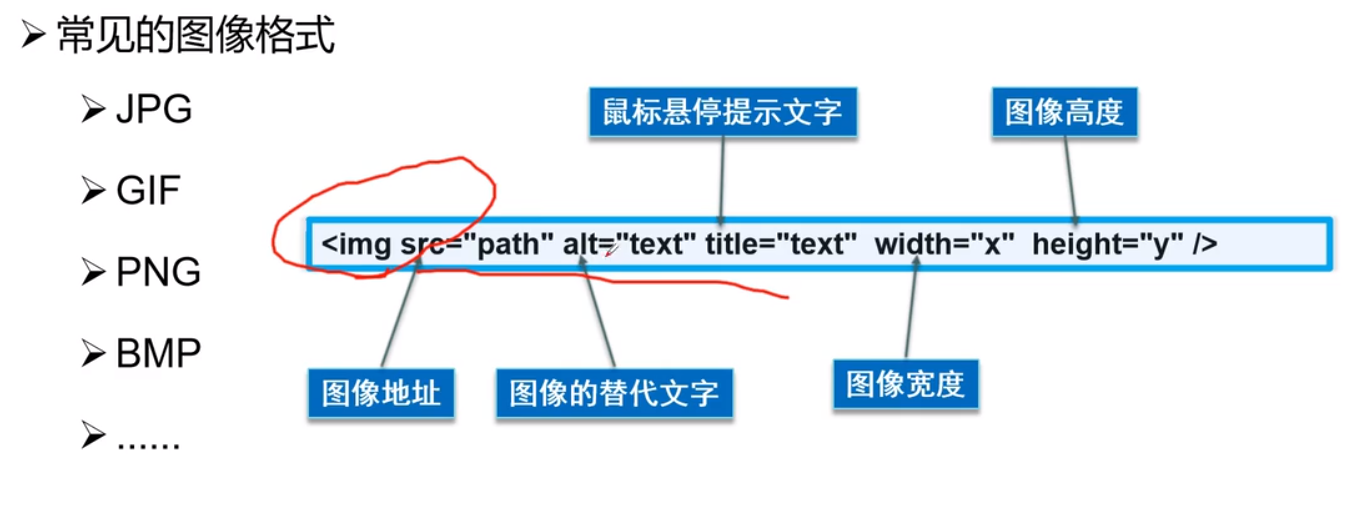 常见的图像格式
JPG
GIF
PNG
BMP
......
鼠标悬停提示文字
图像高度
<img src="path" alt="text" title="text" width="x" height="y" />
图像地址
图像的替代文字
图像宽度